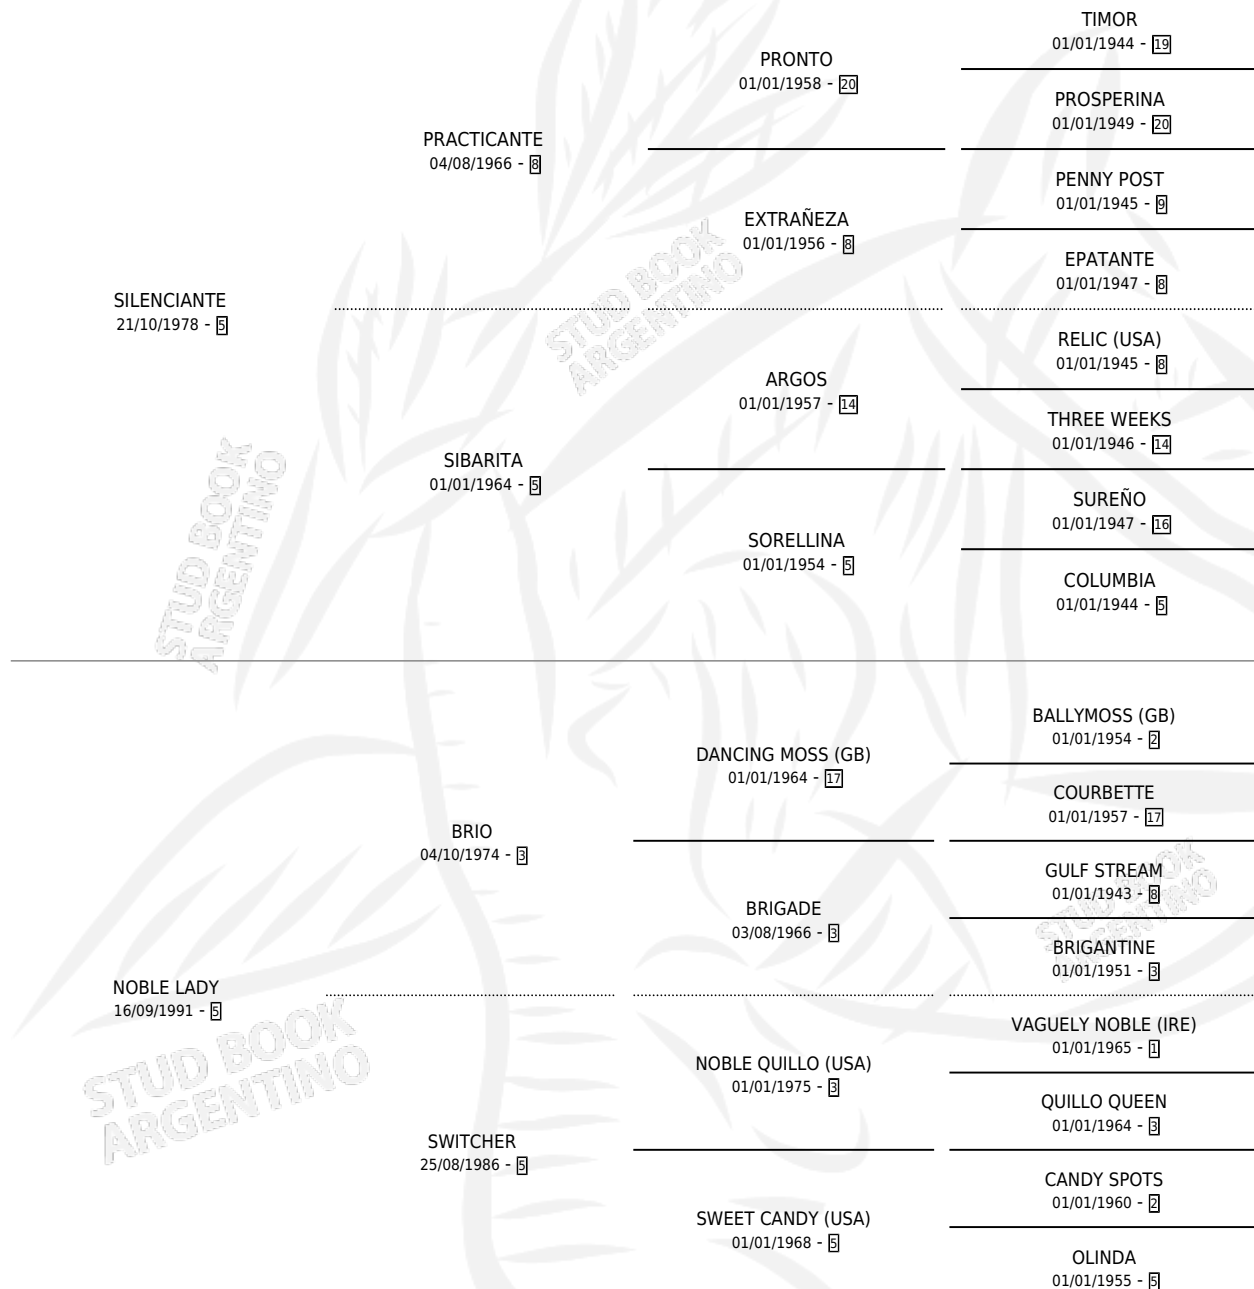 TIMOR
01/01/1944 - 19
PRONTO
01/01/1958 - 20
PROSPERINA
01/01/1949 - 20
PRACTICANTE
04/08/1966 - 8
PENNY POST
01/01/1945 - 9
EXTRAÑEZA
01/01/1956 - 8
EPATANTE
01/01/1947 - 8
SILENCIANTE
21/10/1978 - 5
RELIC (USA)
01/01/1945 - 8
ARGOS
01/01/1957 - 14
THREE WEEKS
01/01/1946 - 14
SIBARITA
01/01/1964 - 5
SUREÑO
01/01/1947 - 16
SORELLINA
01/01/1954 - 5
COLUMBIA
01/01/1944 - 5
BALLYMOSS (GB)
01/01/1954 - 2
DANCING MOSS (GB)
01/01/1964 - 17
COURBETTE
01/01/1957 - 17
BRIO
04/10/1974 - 3
GULF STREAM
01/01/1943 - 8
BRIGADE
03/08/1966 - 3
BRIGANTINE
01/01/1951 - 3
NOBLE LADY
16/09/1991 - 5
VAGUELY NOBLE (IRE)
01/01/1965 - 1
NOBLE QUILLO (USA)
01/01/1975 - 3
QUILLO QUEEN
01/01/1964 - 3
SWITCHER
25/08/1986 - 5
CANDY SPOTS
01/01/1960 - 2
SWEET CANDY (USA)
01/01/1968 - 5
OLINDA
01/01/1955 - 5
STUD BOOK
ARGENTINO
STUD BOOK
ARGENTINO
STUD BOOK
ARGENTINO
STUD BOOK
ARGENTINO